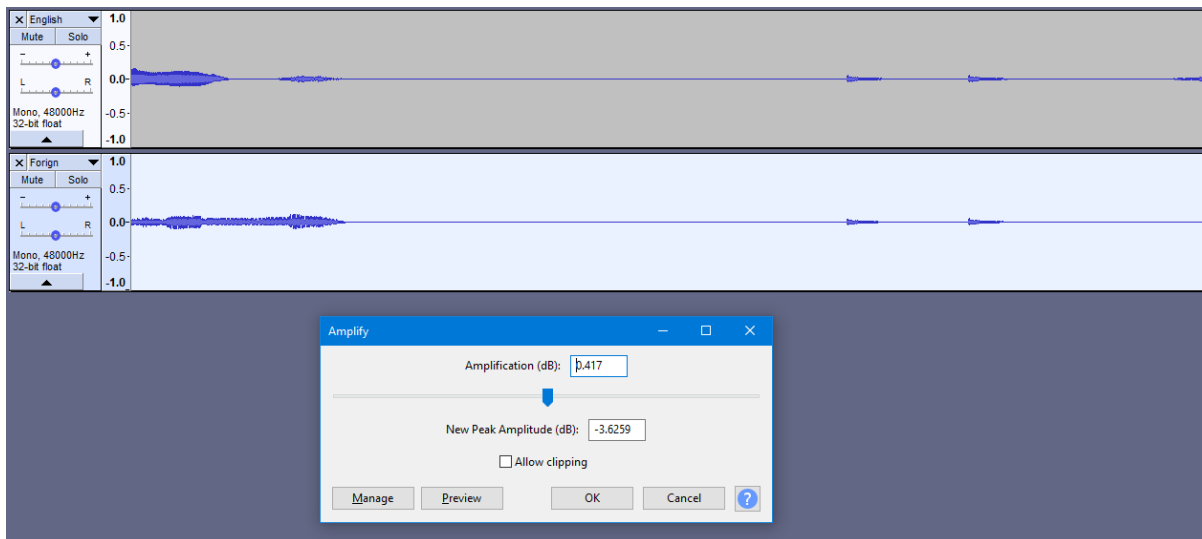 × English ▼ 1.0
Mute Solo
0.5-
- +
L R
0.0-
Mono, 48000Hz
32-bit float
-0.5-
-1.0
× Forign ▼ 1.0
Mute Solo
0.5-
- +
L R
0.0-
Mono, 48000Hz
32-bit float
-0.5-
-1.0
Amplify
Amplification (dB): 0.417
New Peak Amplitude (dB): -3.6259
Allow clipping
Manage Preview OK Cancel ?